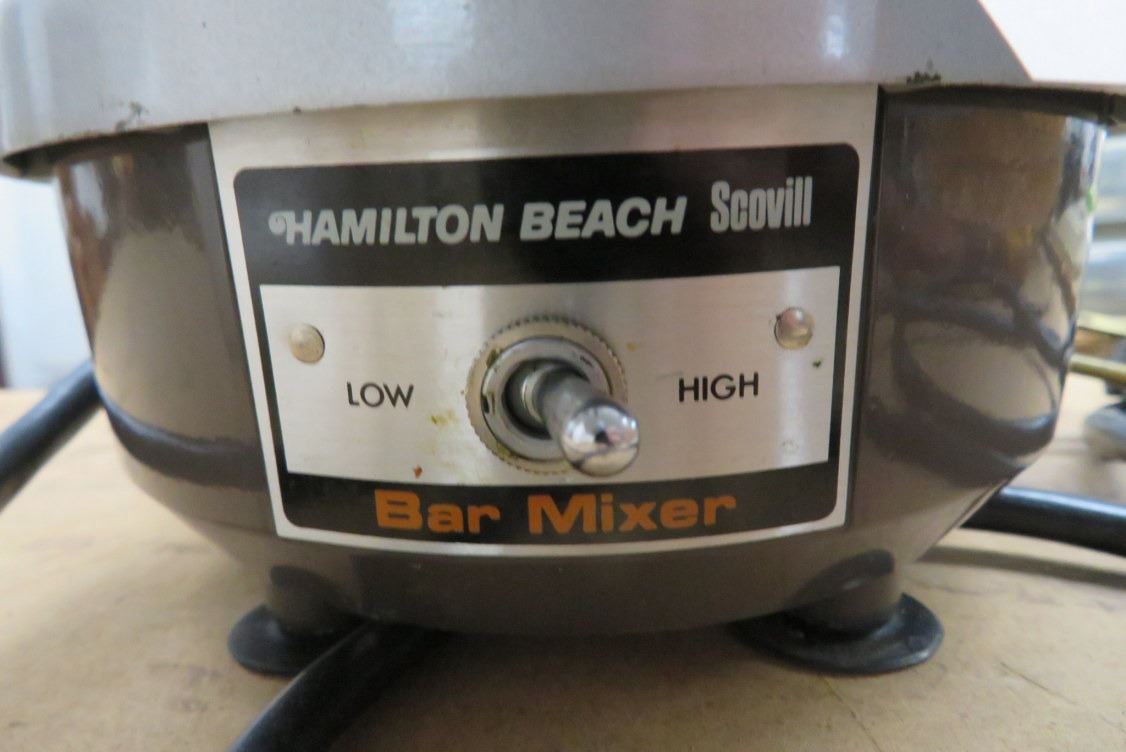 HAMILTON BEACH Scovill
LOW HIGH
Bar Mixer